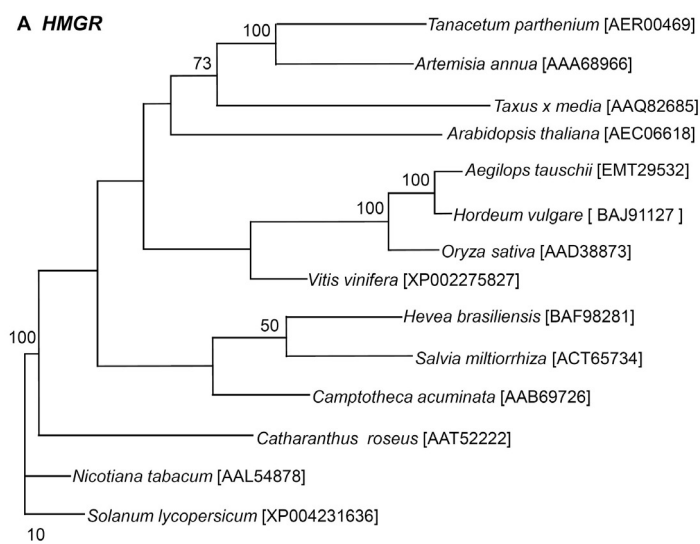 A HMGR
100
Tanacetum parthenium [AER00469]
73
Artemisia annua [AAA68966]
Taxus x media [AAQ82685]
Arabidopsis thaliana [AEC06618]
Aegilops tauschii [EMT29532]
100
100
Hordeum vulgare [ BAJ91127 ]
Oryza sativa [AAD38873]
Vitis vinifera [XP002275827]
Hevea brasiliensis [BAF98281]
50
100
Salvia miltiorrhiza [ACT65734]
Camptotheca acuminata [AAB69726]
Catharanthus roseus [AAT52222]
Nicotiana tabacum [AAL54878]
Solanum lycopersicum [XP004231636]
10